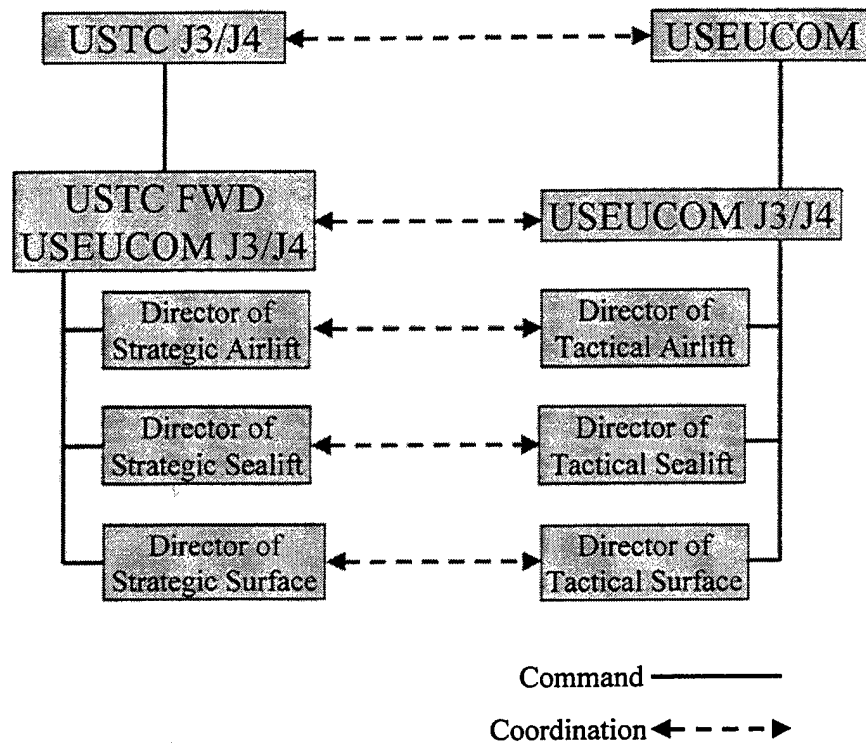 USTC J3/J4
USEUCOM
USTC FWD
USEUCOM J3/J4
USEUCOM J3/J4
Director of
Strategic Airlift
Director of
Tactical Airlift
Director of
Strategic Sealift
Director of
Tactical Sealift
Director of
Strategic Surface
Director of
Tactical Surface
Command
Coordination